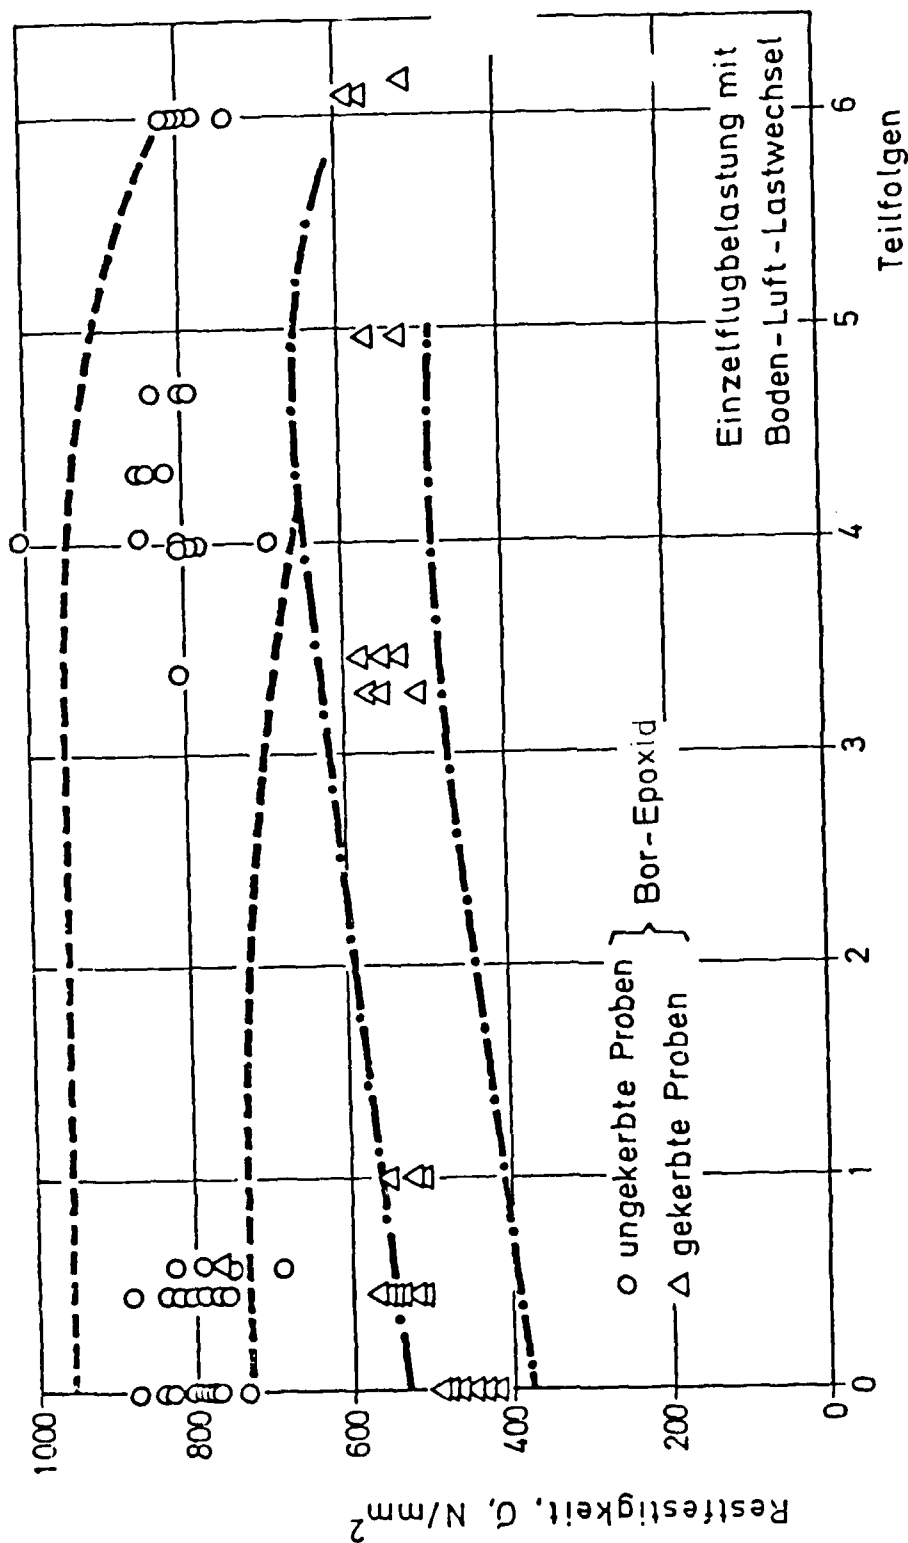 Restfestigkeit, σ, N/mm²
1000
800
600
400
200
0
0
1
2
3
4
5
6
Teilfolgen
Einzelflugbelastung mit
Boden-Luft-Lastwechsel
ungekerbte Proben
gekerbte Proben
Bor-Epoxid